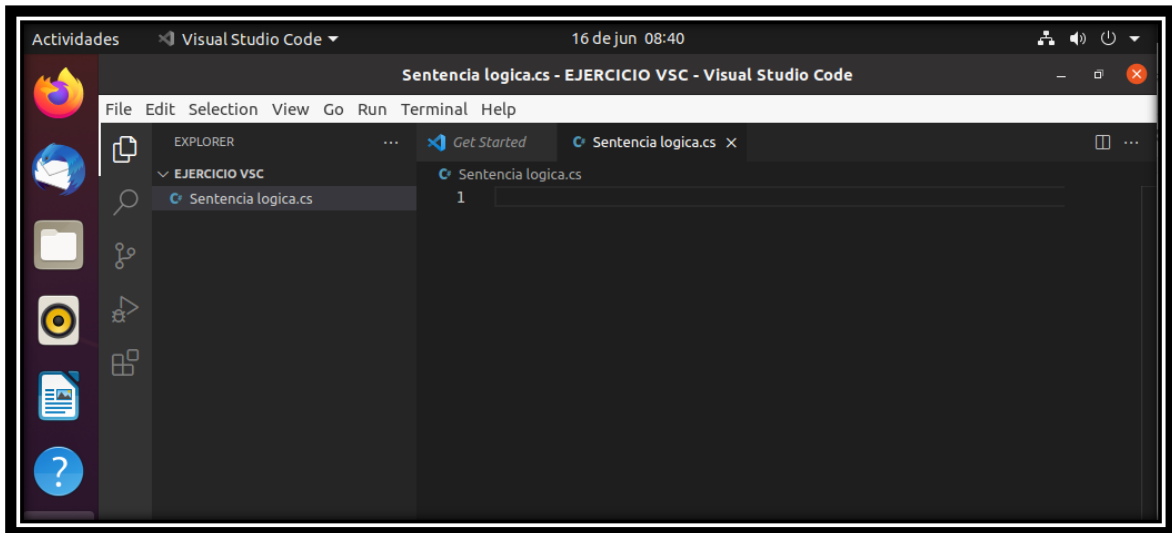 Actividades Visual Studio Code 16 de jun 08:40
Sentencia logica.cs - EJERCICIO VSC - Visual Studio Code
File Edit Selection View Go Run Terminal Help
EXPLORER ... Get Started C# Sentencia logica.cs
EJERCICIO VSC C# Sentencia logica.cs
C# Sentencia logica.cs 1
?